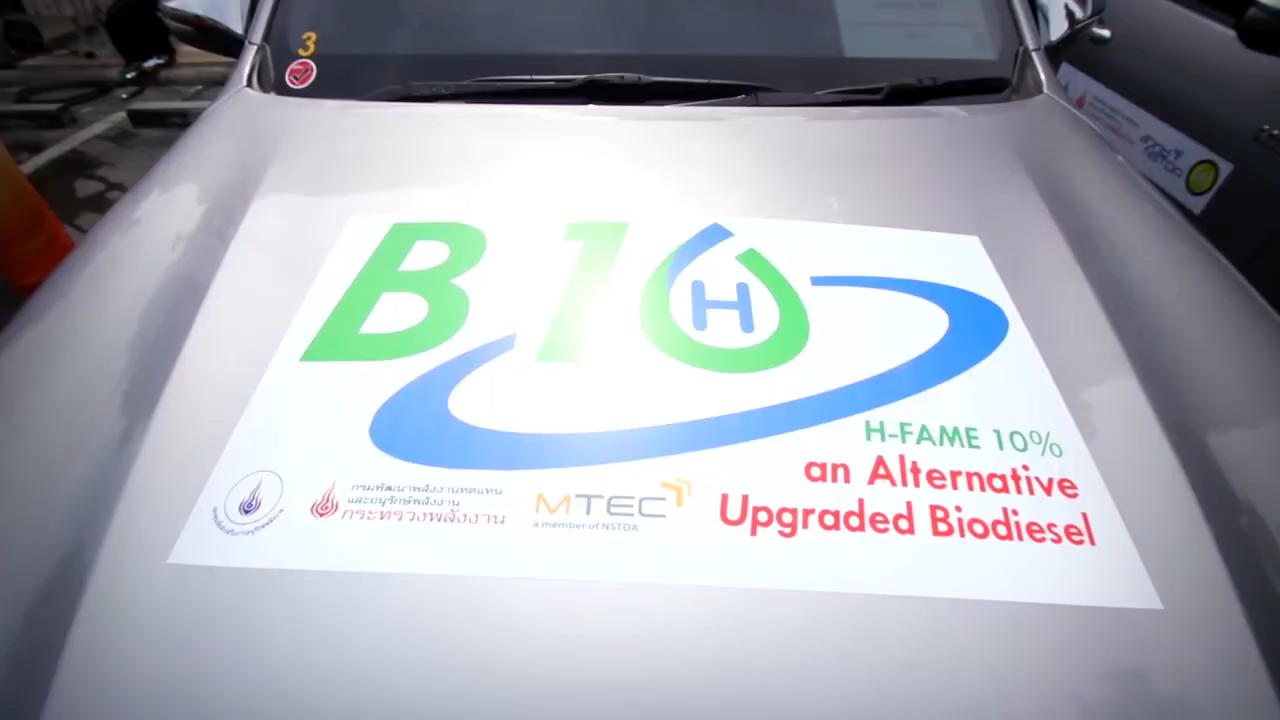 3
B10
H
H-FAME 10%
an Alternative
Upgraded Biodiesel
กรมพัฒนาพลังงานทดแทน
และอนุรักษ์พลังงาน
กระทรวงพลังงาน
MTEC
a member of NSTDA